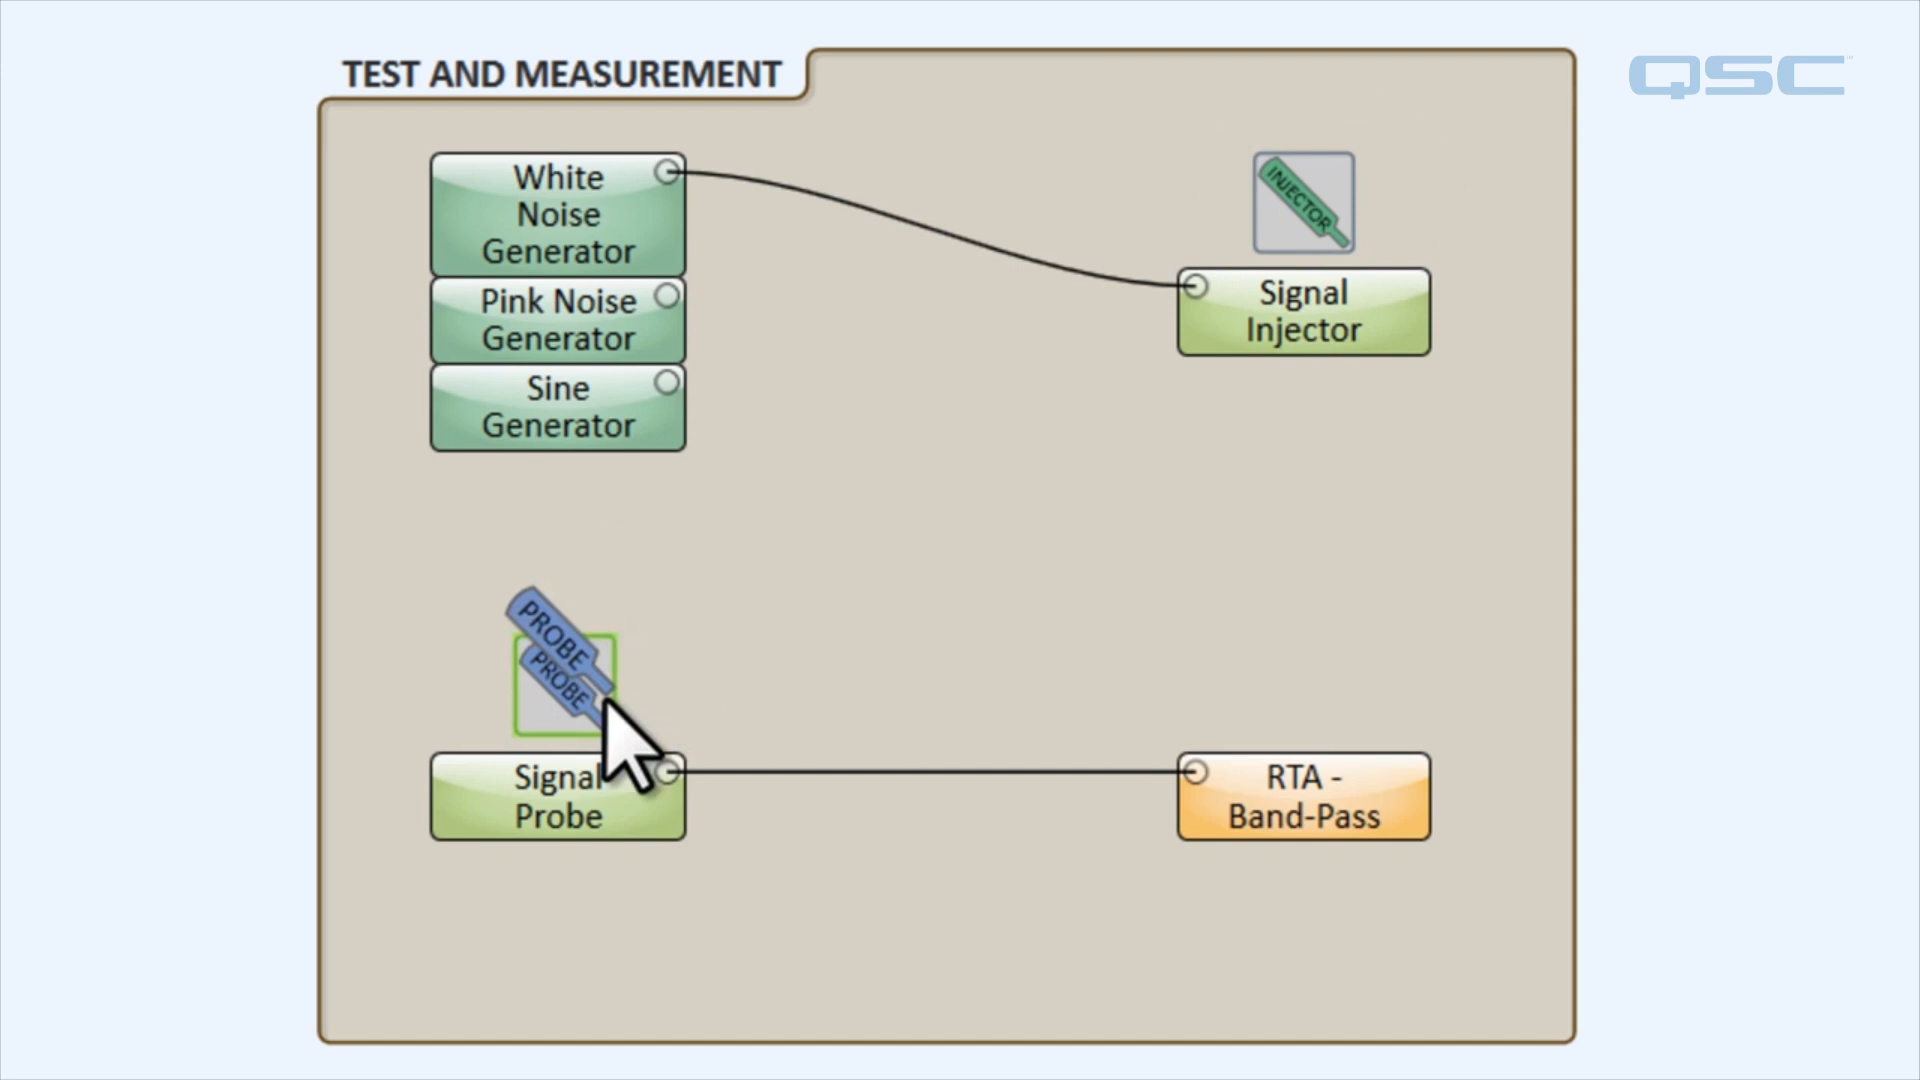 TEST AND MEASUREMENT
QSC™
White
Noise
Generator
INJECTOR
Pink Noise
Generator
Signal
Injector
Sine
Generator
PROBE
PROBE
Signal
Probe
RTA -
Band-Pass